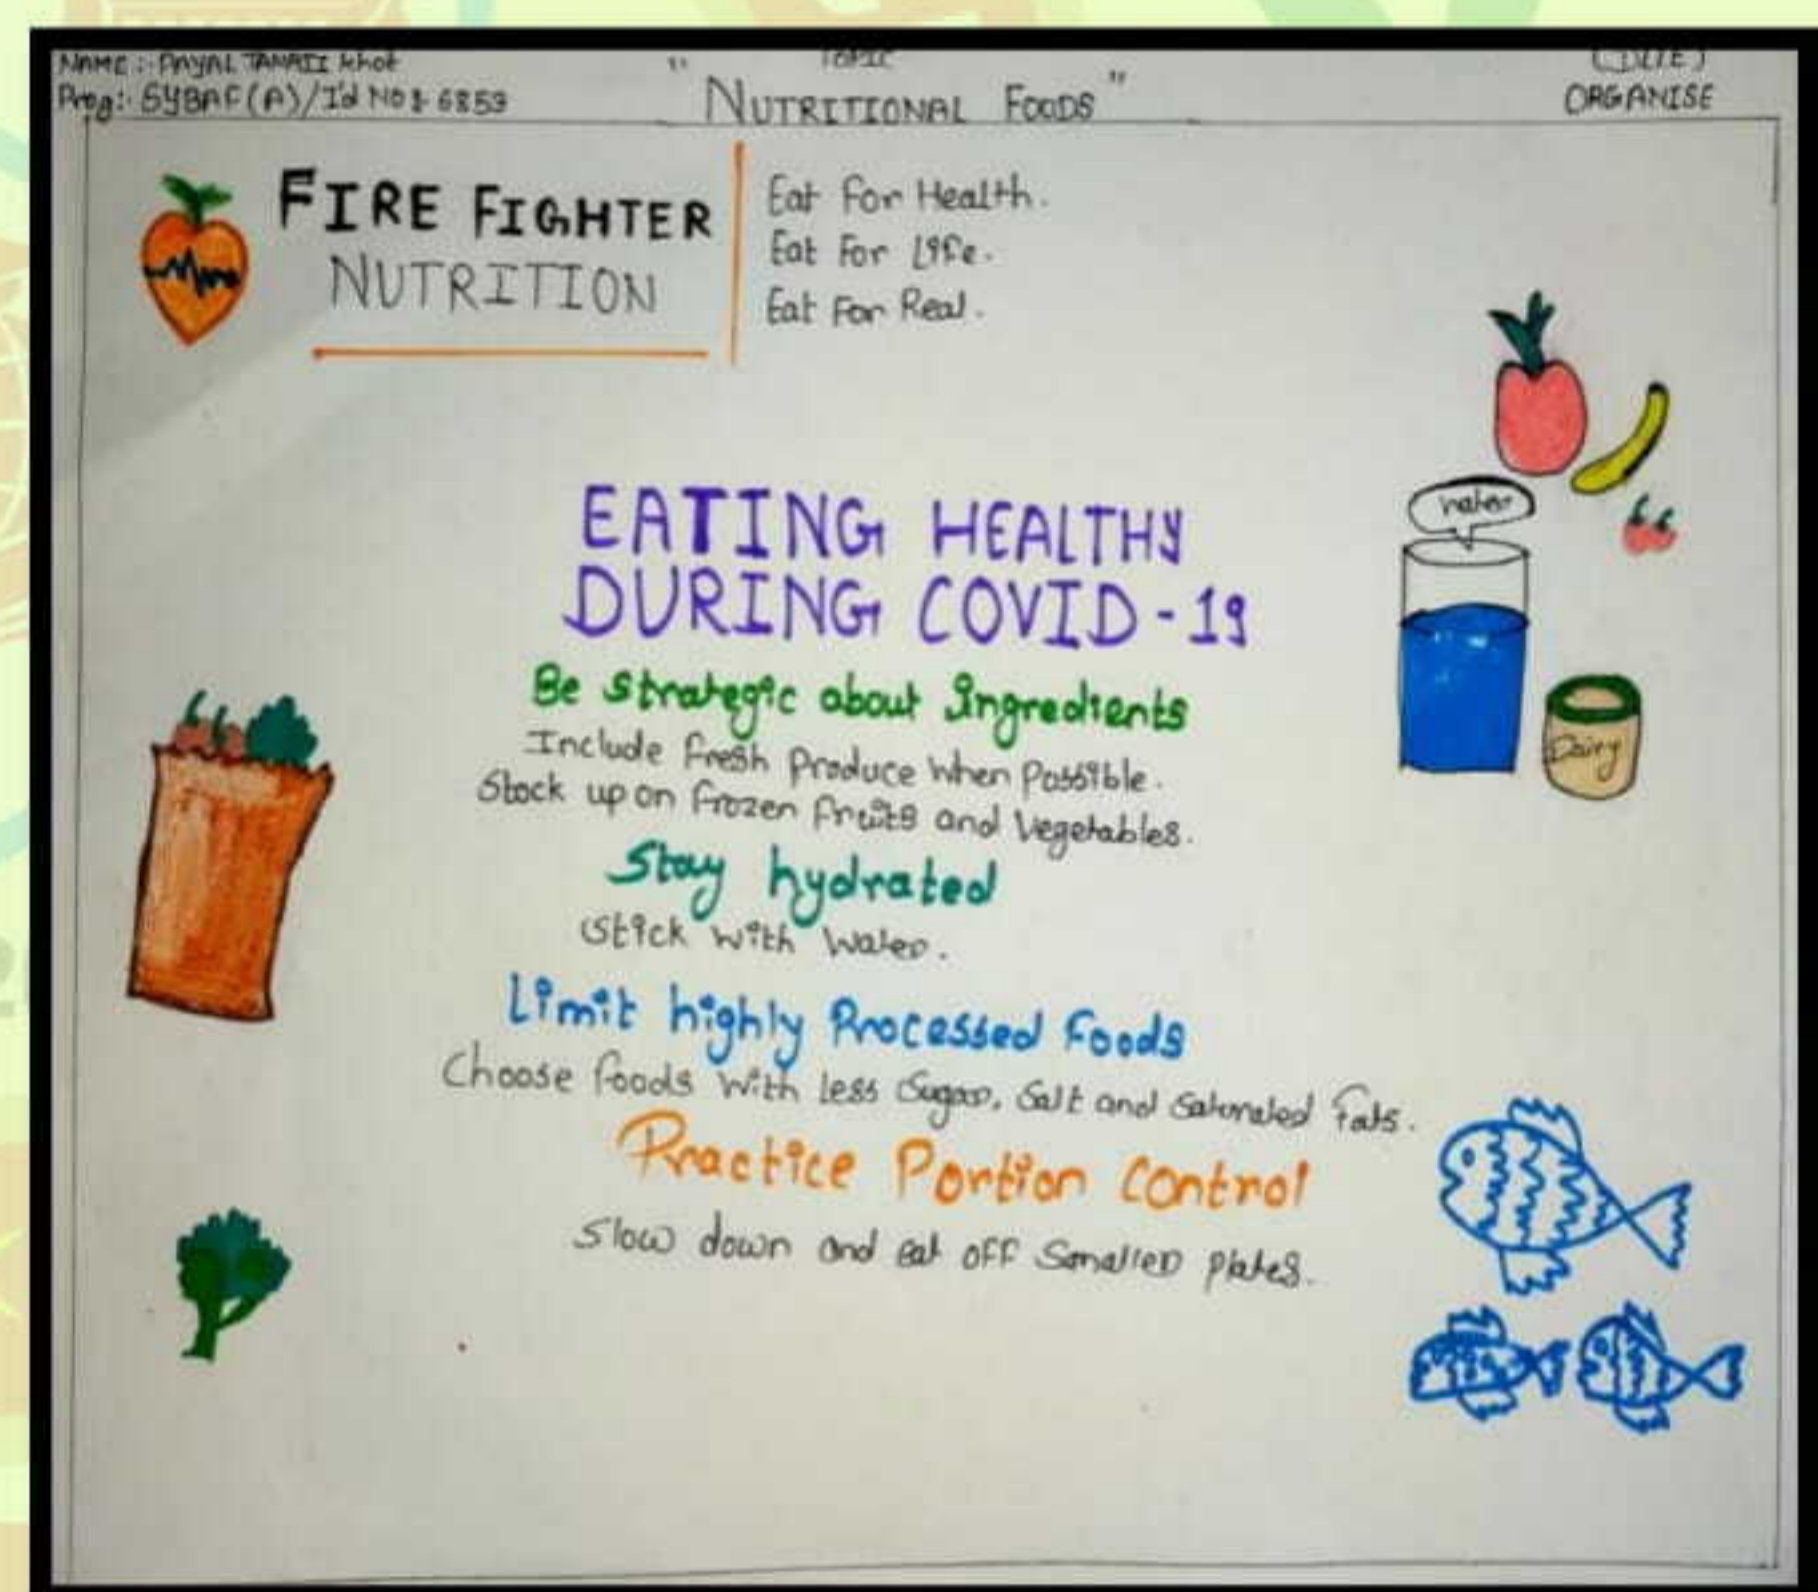 NAME :- PAYAL TANAJI khot
Prog:- SYBAF(A)/Id No:- 6859
TOPIC
"NUTRITIONAL FOODS"
(DLLE)
ORGANISE
FIRE FIGHTER
NUTRITION
Eat For Health.
Eat For Life.
Eat For Real.
EATING HEALTHY
DURING COVID-19
water
Be Strategic about Ingredients
Include Fresh Produce When Possible.
Stock up on frozen fruits and Vegetables.
Dairy
Stay hydrated
Stick with Water.
Limit highly Processed Foods
Choose foods with less Sugar, Salt and Saturated Fats.
Practice Portion Control
Slow down and eat off Smaller plates.